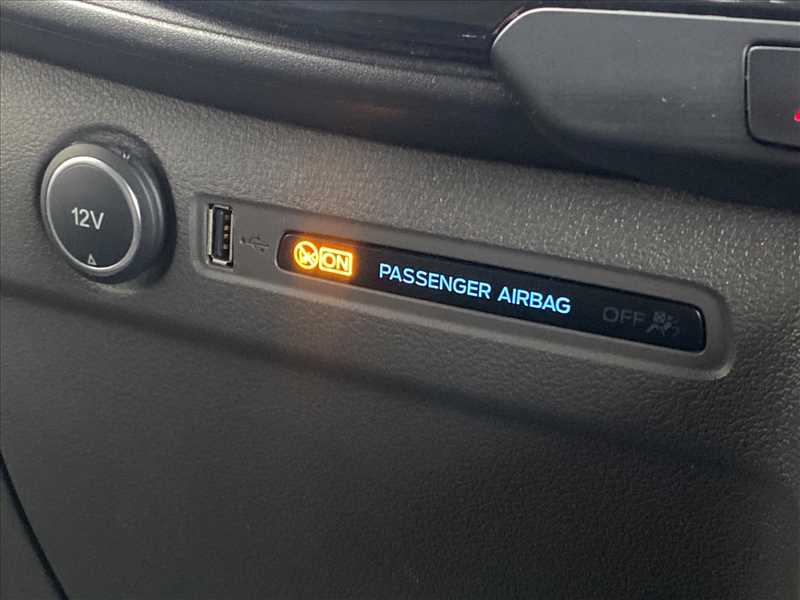 12V
ON PASSENGER AIRBAG OFF